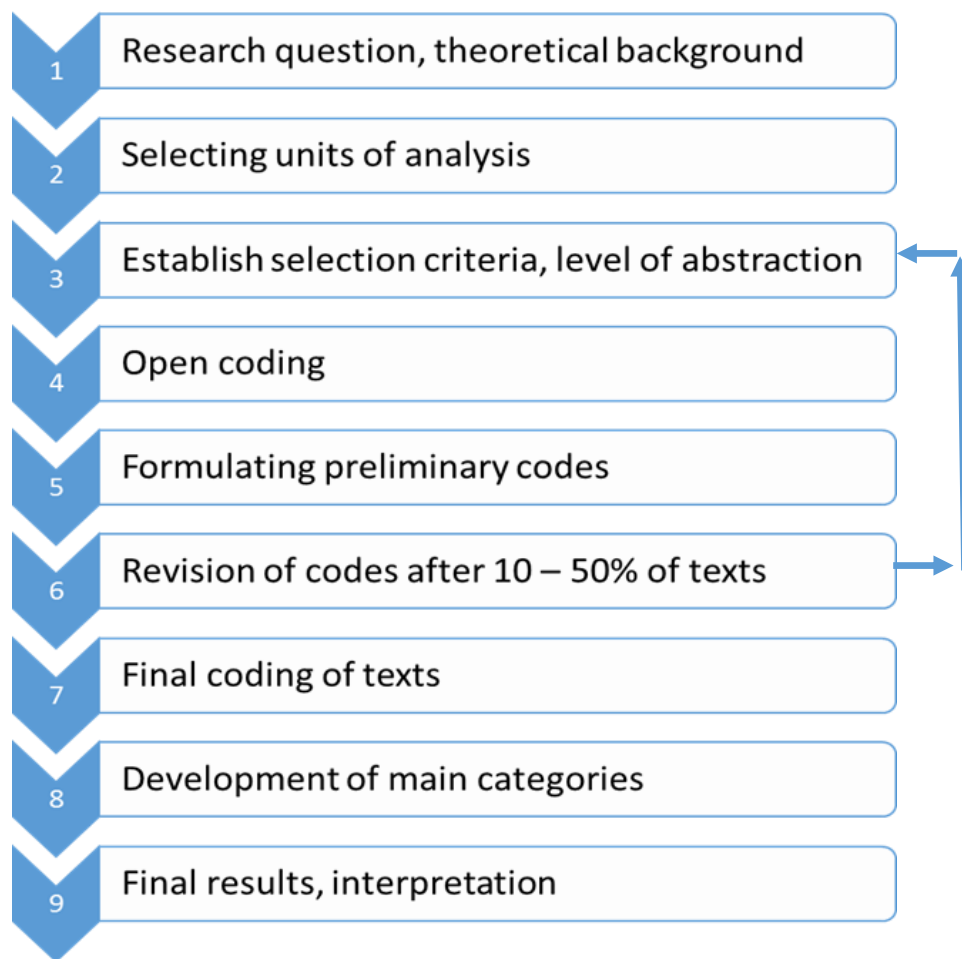 1
Research question, theoretical background
2
Selecting units of analysis
3
Establish selection criteria, level of abstraction
4
Open coding
5
Formulating preliminary codes
6
Revision of codes after 10 – 50% of texts
7
Final coding of texts
8
Development of main categories
9
Final results, interpretation